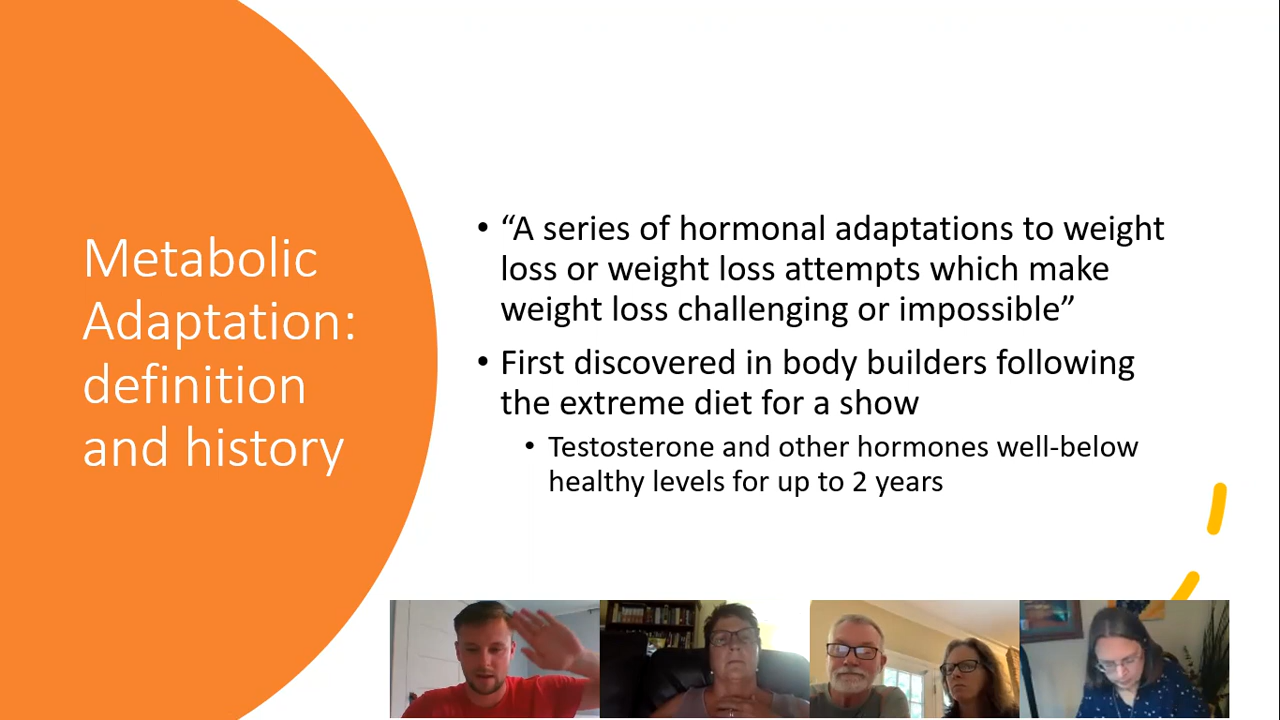 Metabolic
Adaptation:
definition
and history
• “A series of hormonal adaptations to weight
loss or weight loss attempts which make
weight loss challenging or impossible”
• First discovered in body builders following
the extreme diet for a show
• Testosterone and other hormones well-below
healthy levels for up to 2 years